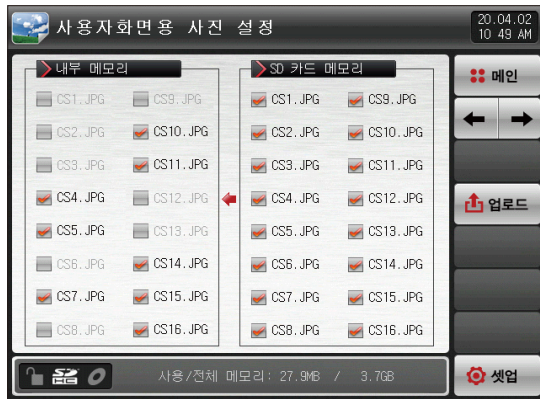 사용자화면용 사진 설정
20.04.02
10 49 AM
내부 메모리
CS1.JPG CS9.JPG
CS2.JPG CS10.JPG
CS3.JPG CS11.JPG
CS4.JPG CS12.JPG
CS5.JPG CS13.JPG
CS6.JPG CS14.JPG
CS7.JPG CS15.JPG
CS8.JPG CS16.JPG
SD 카드 메모리
CS1.JPG CS9.JPG
CS2.JPG CS10.JPG
CS3.JPG CS11.JPG
CS4.JPG CS12.JPG
CS5.JPG CS13.JPG
CS6.JPG CS14.JPG
CS7.JPG CS15.JPG
CS8.JPG CS16.JPG
메인
업로드
셋업
SD HC
사용/전체 메모리: 27.9MB / 3.7GB